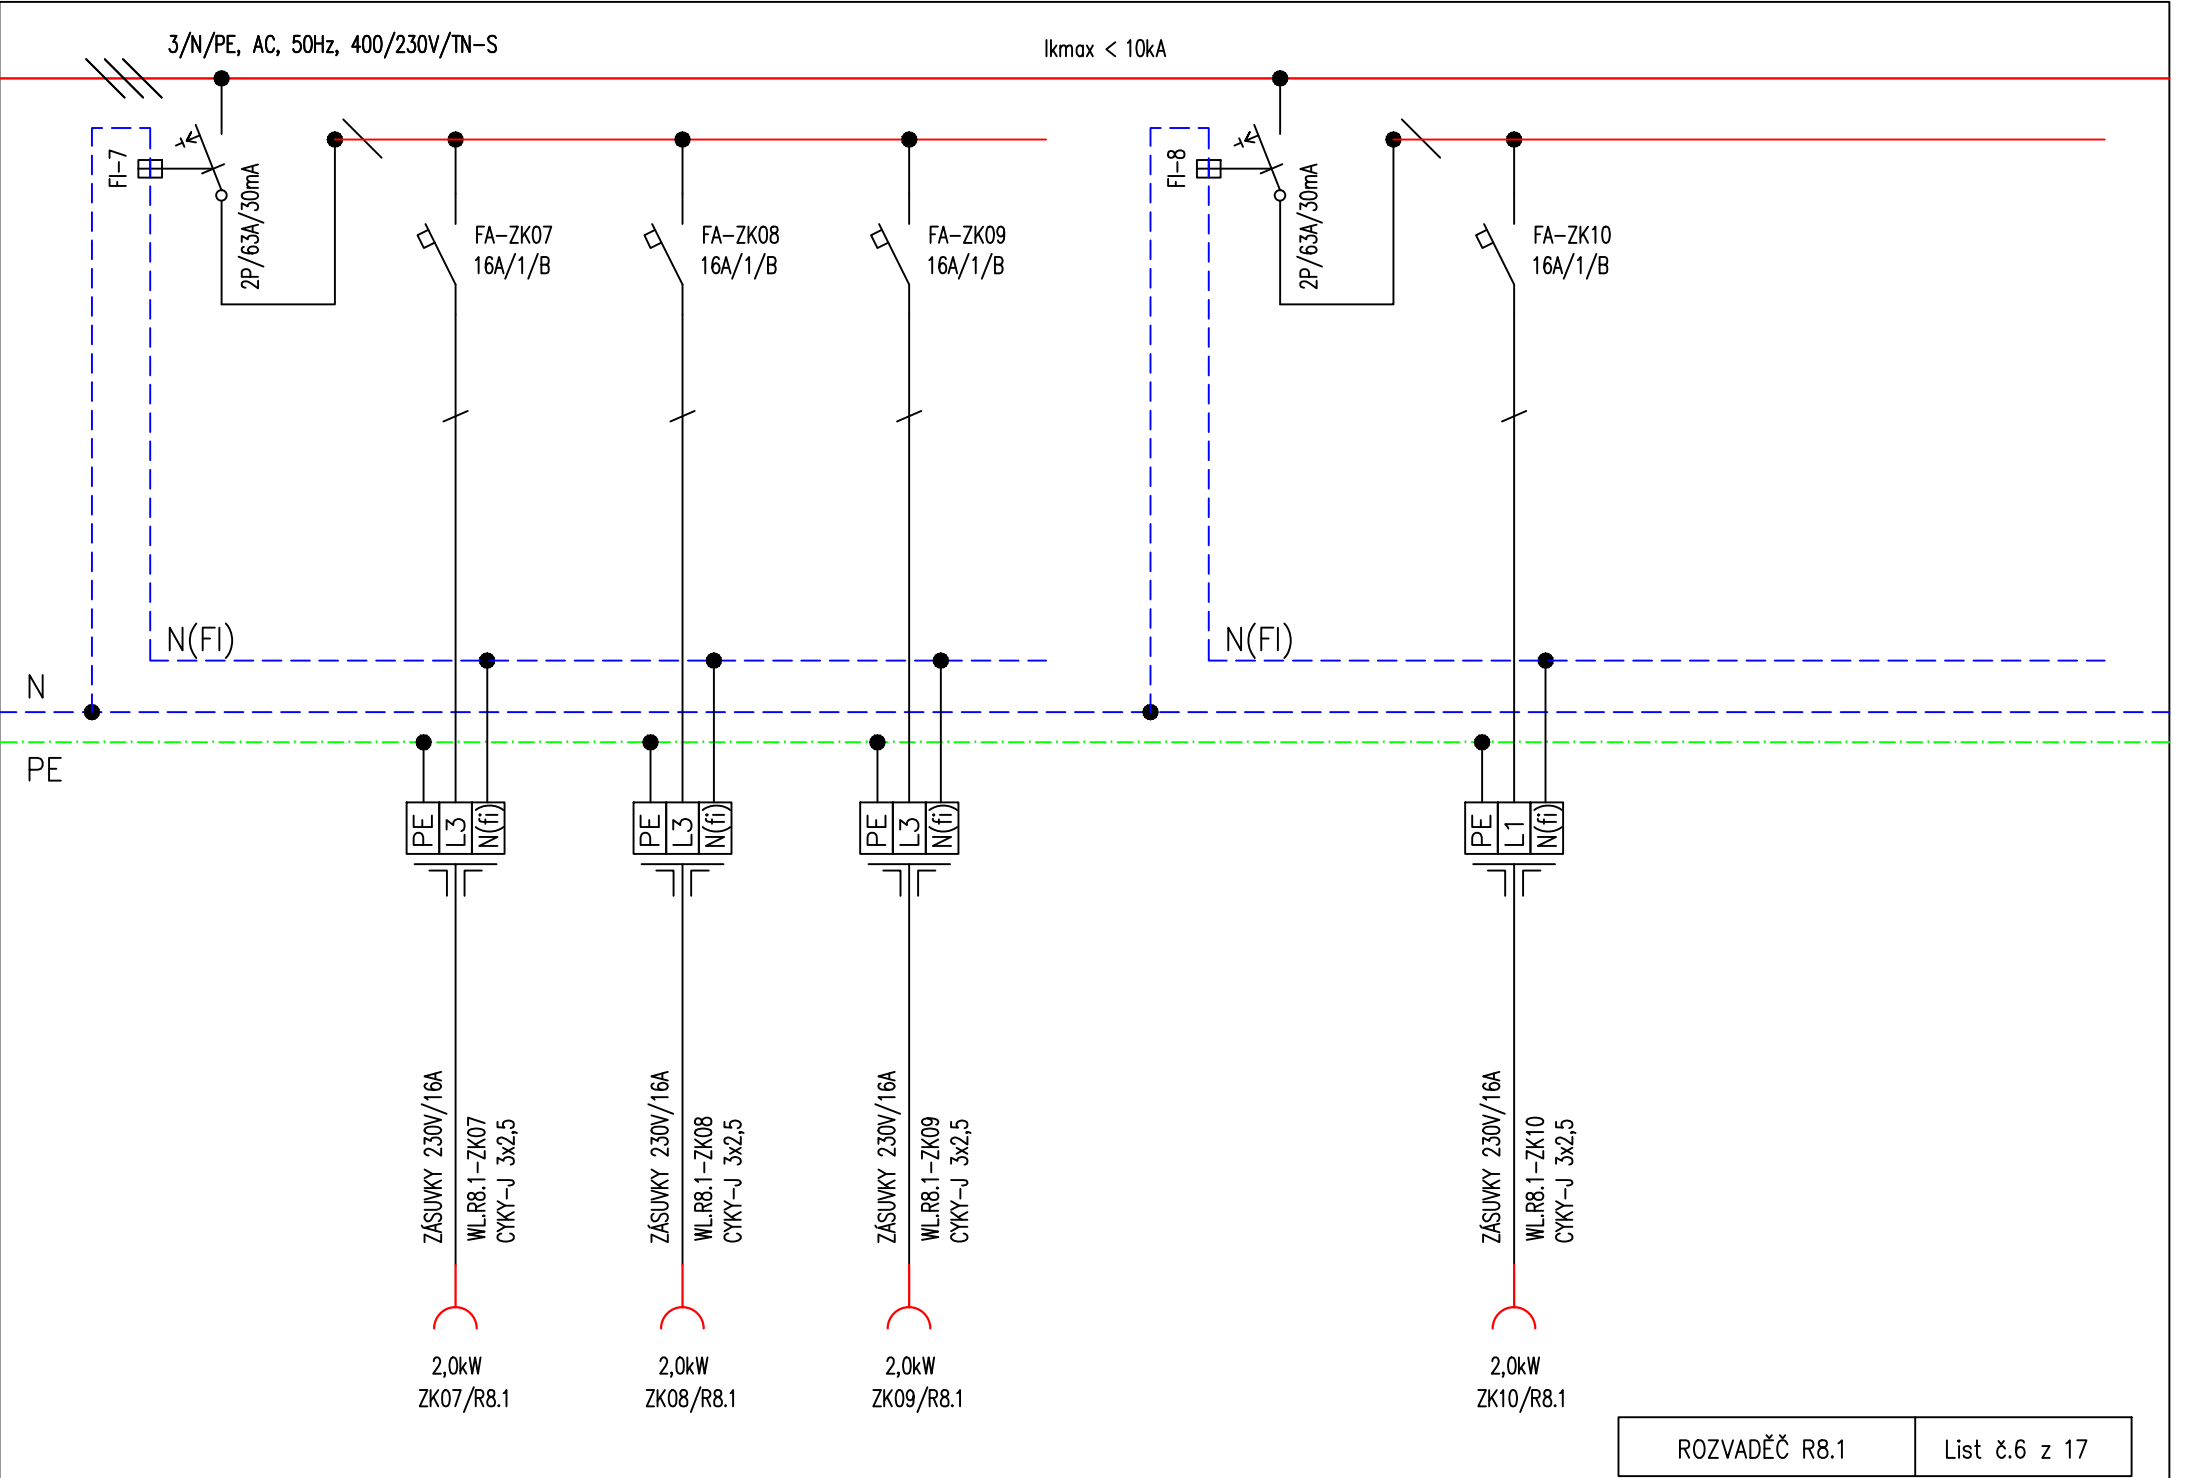 3/N/PE, AC, 50Hz, 400/230V/TN-S
Ikmax < 10kA
FI-7
2P/63A/30mA
FA-ZK07
16A/1/B
FA-ZK08
16A/1/B
FA-ZK09
16A/1/B
FI-8
2P/63A/30mA
FA-ZK10
16A/1/B
N(FI)
N(FI)
N
PE
PE L3 N(fi)
PE L3 N(fi)
PE L3 N(fi)
PE L1 N(fi)
ZÁSUVKY 230V/16A
WL.R8.1-ZK07
CYKY-J 3x2,5
ZÁSUVKY 230V/16A
WL.R8.1-ZK08
CYKY-J 3x2,5
ZÁSUVKY 230V/16A
WL.R8.1-ZK09
CYKY-J 3x2,5
ZÁSUVKY 230V/16A
WL.R8.1-ZK10
CYKY-J 3x2,5
2,0kW
ZK07/R8.1
2,0kW
ZK08/R8.1
2,0kW
ZK09/R8.1
2,0kW
ZK10/R8.1
ROZVADĚČ R8.1
List č.6 z 17